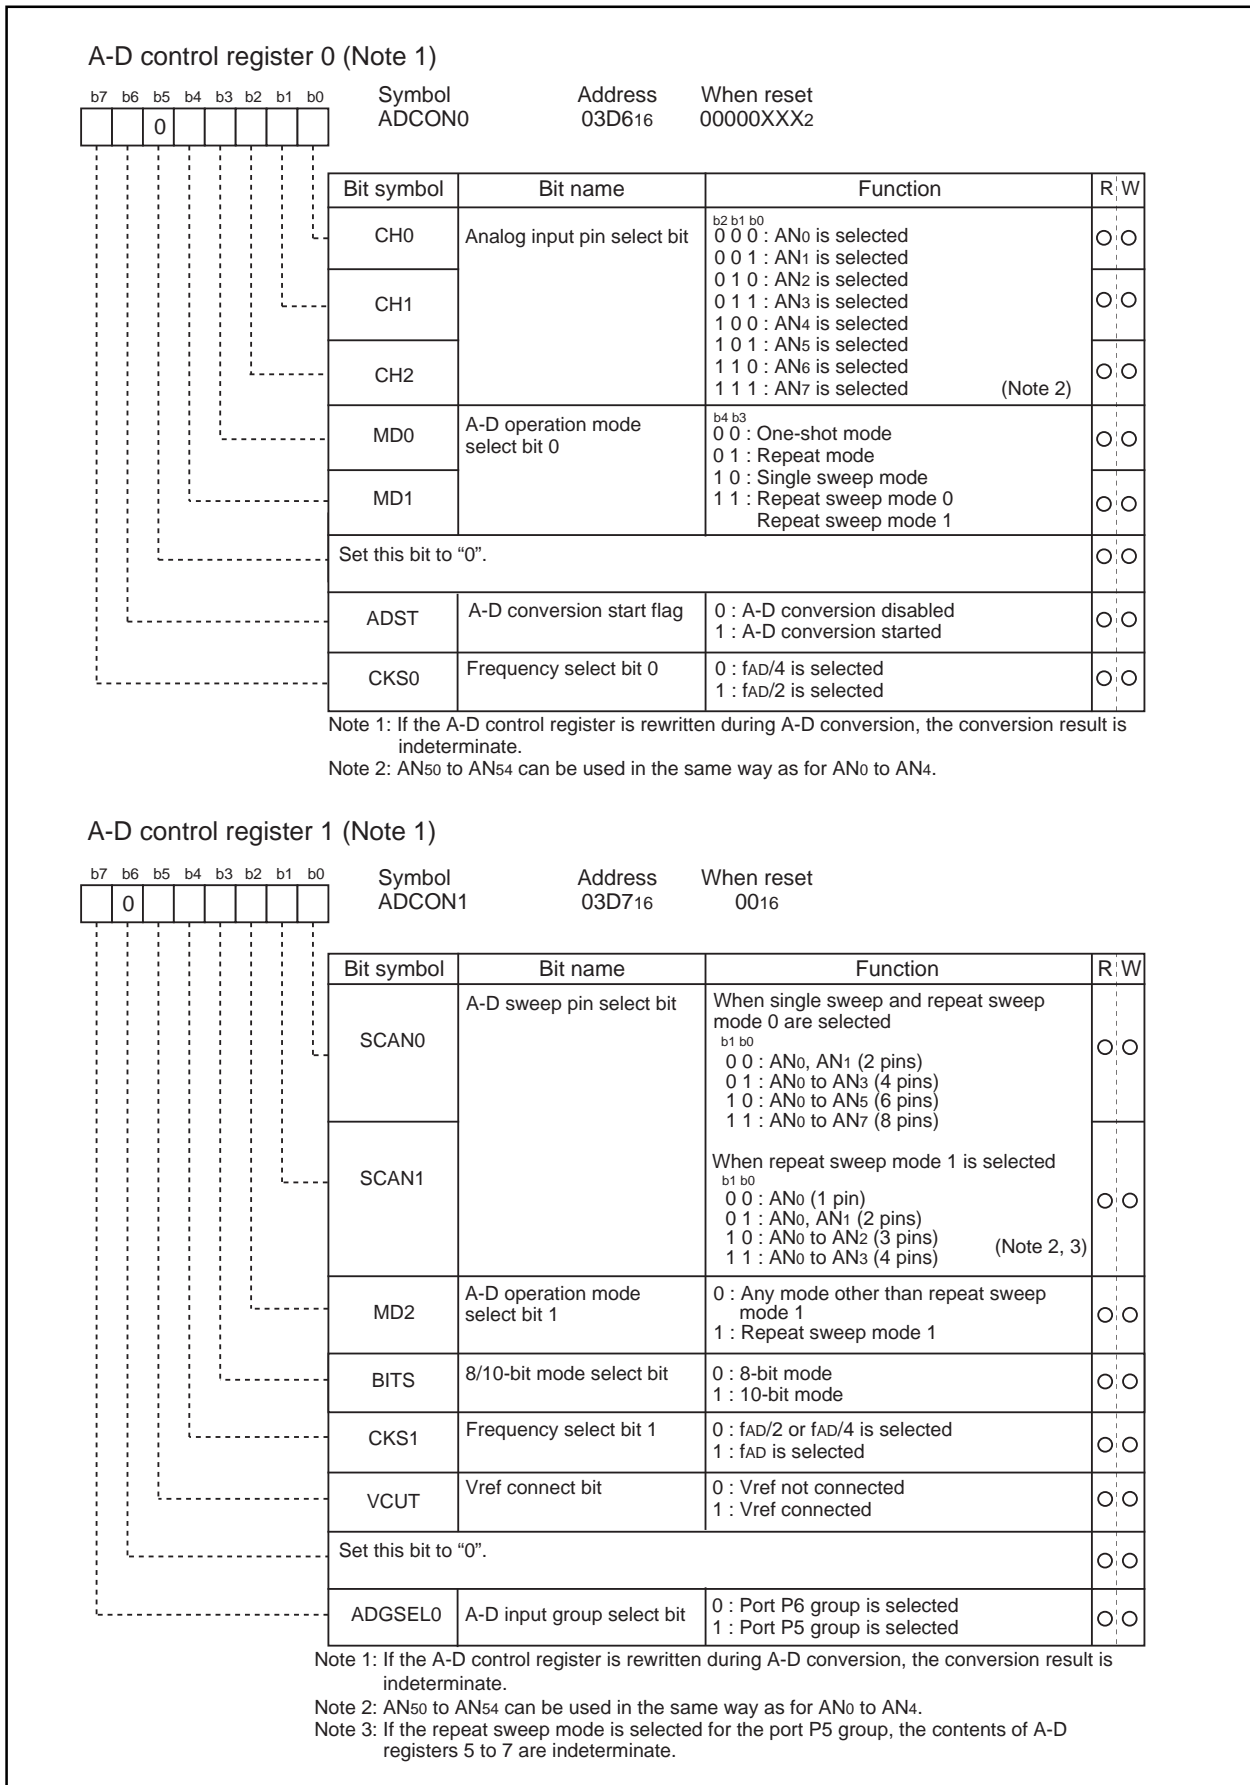 A-D control register 0 (Note 1)
b7 b6 b5 b4 b3 b2 b1 b0
Symbol Address When reset
ADCON0 03D616 00000XXX2
0
Bit symbol Bit name Function R W
CH0 Analog input pin select bit
b2 b1 b0
0 0 0 : AN0 is selected
0 0 1 : AN1 is selected
0 1 0 : AN2 is selected
CH1
0 1 1 : AN3 is selected
1 0 0 : AN4 is selected
1 0 1 : AN5 is selected
CH2
1 1 0 : AN6 is selected
1 1 1 : AN7 is selected (Note 2)
MD0 A-D operation mode
select bit 0
b4 b3
0 0 : One-shot mode
0 1 : Repeat mode
1 0 : Single sweep mode
MD1
1 1 : Repeat sweep mode 0
Repeat sweep mode 1
Set this bit to “0”.
ADST A-D conversion start flag 0 : A-D conversion disabled
1 : A-D conversion started
CKS0 Frequency select bit 0 0 : fAD/4 is selected
1 : fAD/2 is selected
Note 1: If the A-D control register is rewritten during A-D conversion, the conversion result is
indeterminate.
Note 2: AN50 to AN54 can be used in the same way as for AN0 to AN4.
A-D control register 1 (Note 1)
b7 b6 b5 b4 b3 b2 b1 b0
Symbol Address When reset
ADCON1 03D716 0016
0
Bit symbol Bit name Function R W
SCAN0 A-D sweep pin select bit When single sweep and repeat sweep
mode 0 are selected
b1 b0
0 0 : AN0, AN1 (2 pins)
0 1 : AN0 to AN3 (4 pins)
1 0 : AN0 to AN5 (6 pins)
1 1 : AN0 to AN7 (8 pins)
SCAN1
When repeat sweep mode 1 is selected
b1 b0
0 0 : AN0 (1 pin)
0 1 : AN0, AN1 (2 pins)
1 0 : AN0 to AN2 (3 pins)
1 1 : AN0 to AN3 (4 pins) (Note 2, 3)
MD2 A-D operation mode
select bit 1
0 : Any mode other than repeat sweep
mode 1
1 : Repeat sweep mode 1
BITS 8/10-bit mode select bit 0 : 8-bit mode
1 : 10-bit mode
CKS1 Frequency select bit 1 0 : fAD/2 or fAD/4 is selected
1 : fAD is selected
VCUT Vref connect bit 0 : Vref not connected
1 : Vref connected
Set this bit to “0”.
ADGSEL0 A-D input group select bit 0 : Port P6 group is selected
1 : Port P5 group is selected
Note 1: If the A-D control register is rewritten during A-D conversion, the conversion result is
indeterminate.
Note 2: AN50 to AN54 can be used in the same way as for AN0 to AN4.
Note 3: If the repeat sweep mode is selected for the port P5 group, the contents of A-D
registers 5 to 7 are indeterminate.